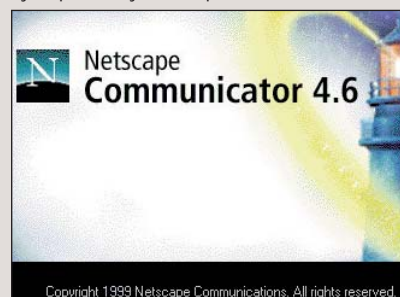 N
Netscape
Communicator 4.6
Copyright 1999 Netscape Communications. All rights reserved